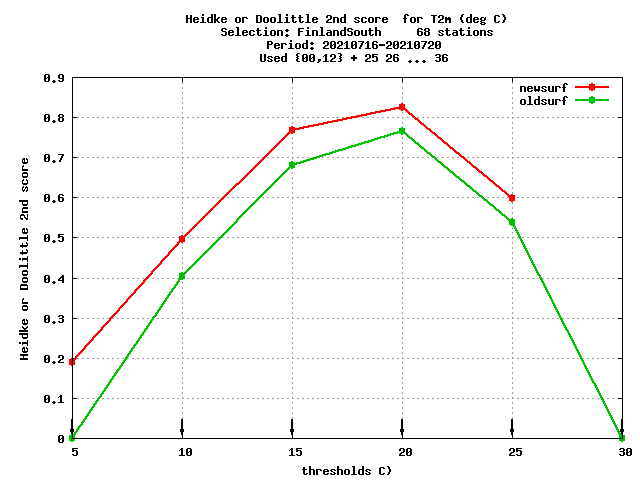 Heidke or Doolittle 2nd score  for T2m (deg C)
Selection: FinlandSouth     68 stations
Period: 20210716-20210720
Used {00,12} + 25 26 ... 36
newsurf
oldsurf
Heidke or Doolittle 2nd score
0.9
0.8
0.7
0.6
0.5
0.4
0.3
0.2
0.1
0
5 10 15 20 25 30
thresholds C)